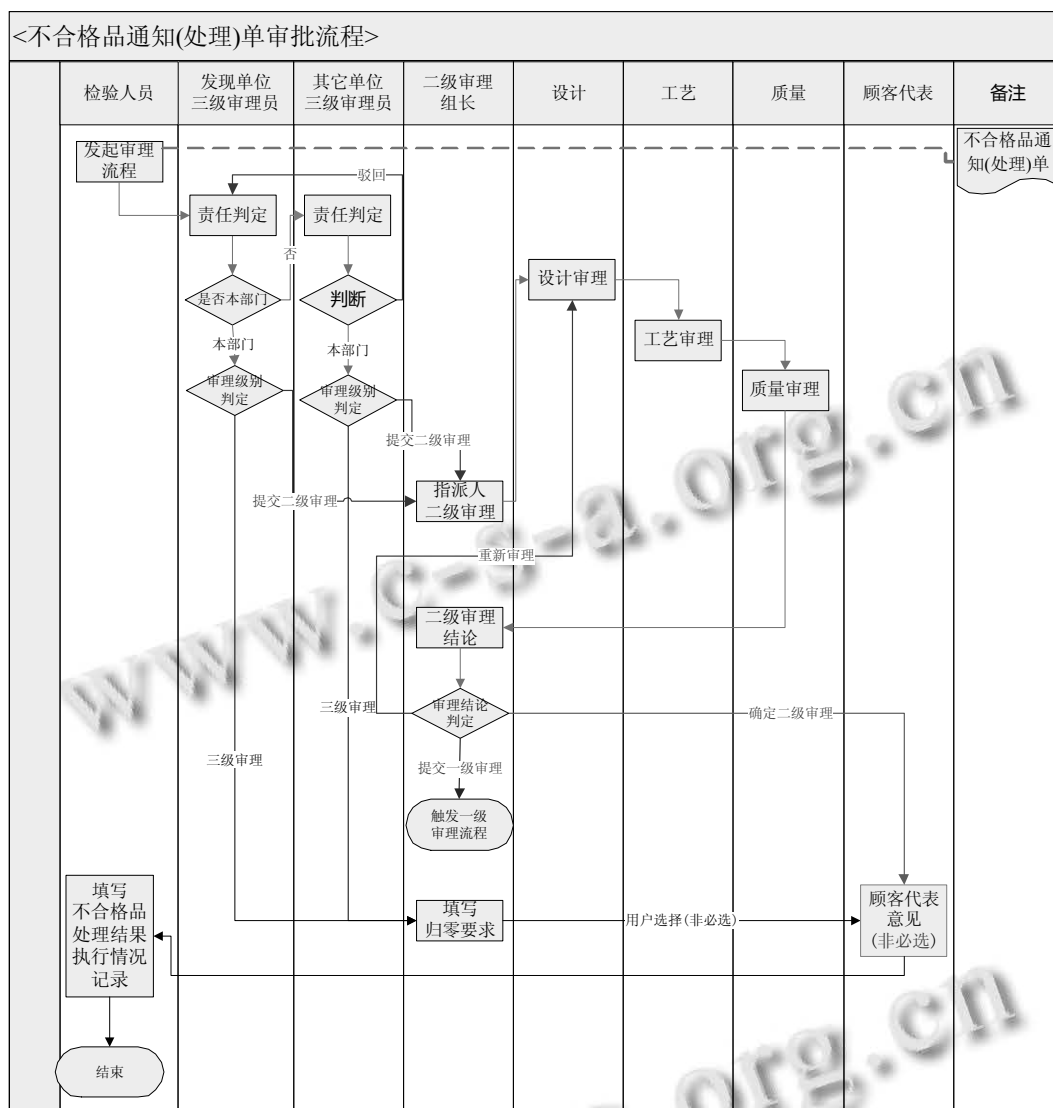 <不合格品通知(处理)单审批流程>
检验人员
发现单位
三级审理员
其它单位
三级审理员
二级审理
组长
设计
工艺
质量
顾客代表
备注
发起审理
流程
不合格品通
知(处理)单
驳回
责任判定
责任判定
否
是否本部门
判断
设计审理
工艺审理
质量审理
本部门
本部门
审理级别
判定
审理级别
判定
提交二级审理
提交二级审理
指派人
二级审理
重新审理
二级审理
结论
三级审理
审理结论
判定
确定二级审理
三级审理
提交一级审理
触发一级
审理流程
填写
不合格品
处理结果
执行情况
记录
填写
归零要求
用户选择(非必选)
顾客代表
意见
(非必选)
结束
www.c-s-a.org.cn
org.cn